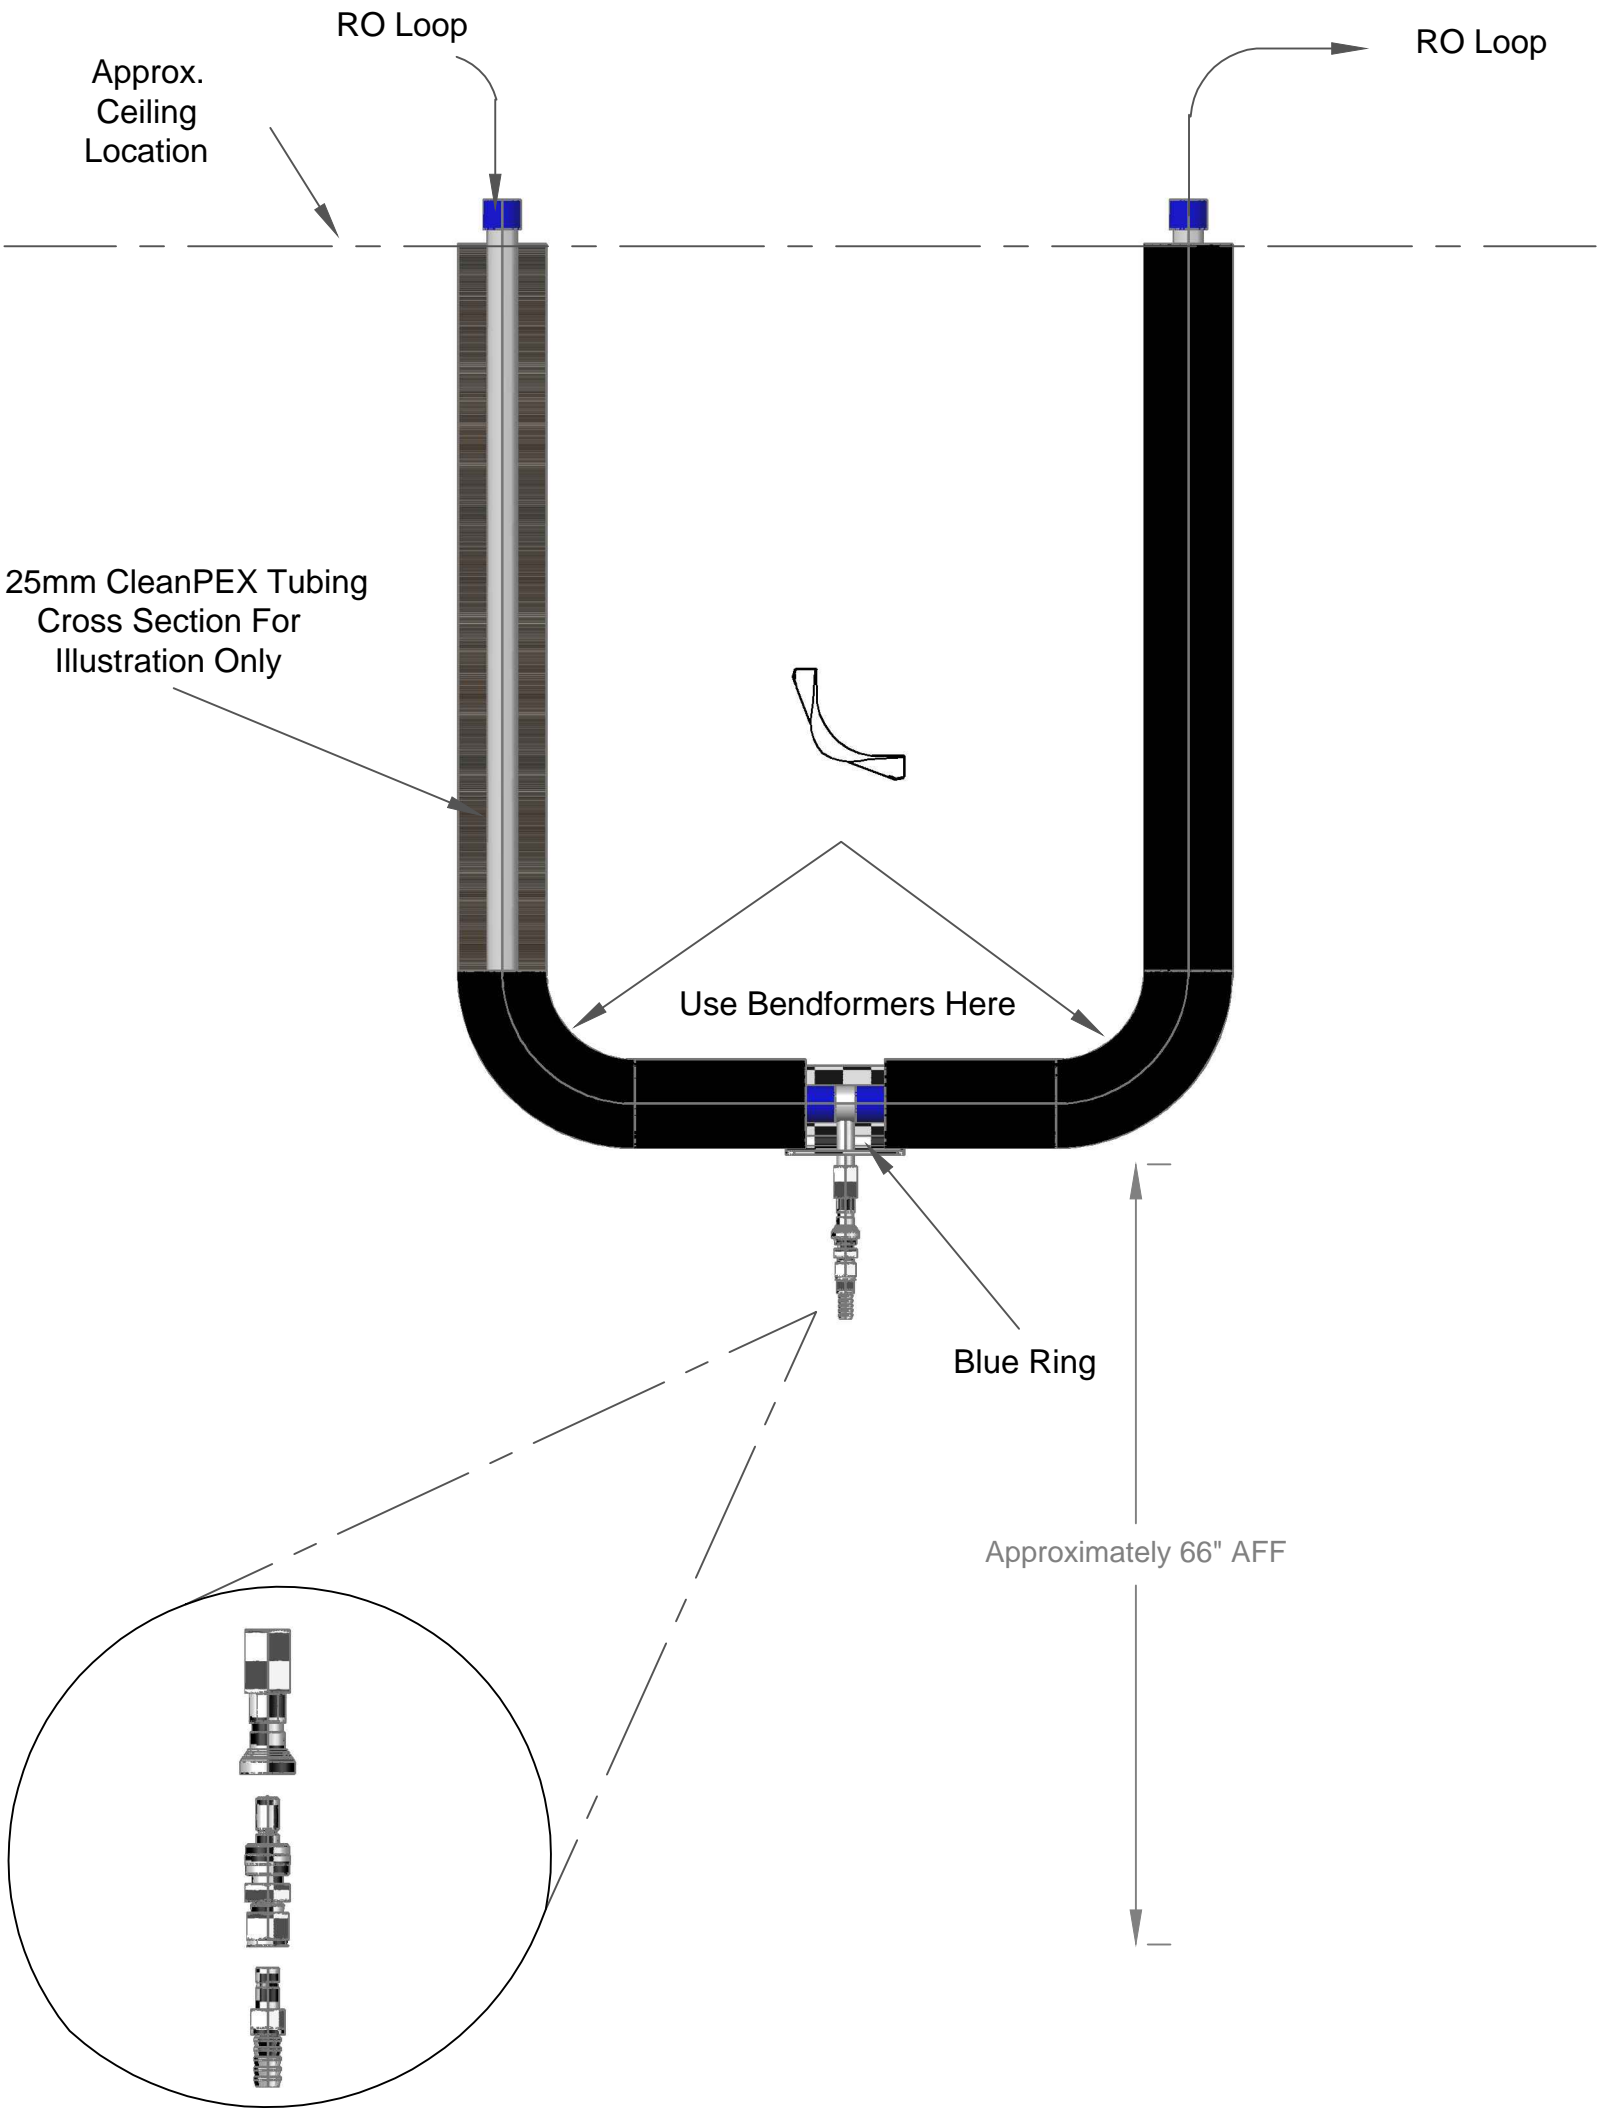 RO Loop
RO Loop
Approx.
Ceiling
Location
25mm CleanPEX Tubing
Cross Section For
Illustration Only
Use Bendformers Here
Blue Ring
Approximately 66" AFF